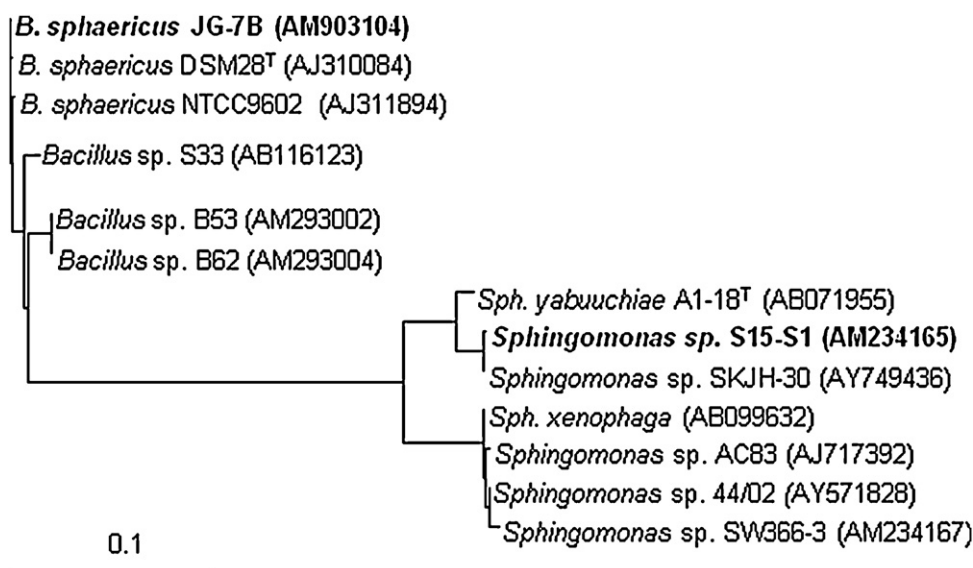 B. sphaericus JG-7B (AM903104)
B. sphaericus DSM28ᵀ (AJ310084)
B. sphaericus NTCC9602 (AJ311894)
Bacillus sp. S33 (AB116123)
Bacillus sp. B53 (AM293002)
Bacillus sp. B62 (AM293004)
Sph. yabuuchiae A1-18ᵀ (AB071955)
Sphingomonas sp. S15-S1 (AM234165)
Sphingomonas sp. SKJH-30 (AY749436)
Sph. xenophaga (AB099632)
Sphingomonas sp. AC83 (AJ717392)
Sphingomonas sp. 44/02 (AY571828)
Sphingomonas sp. SW366-3 (AM234167)
0.1